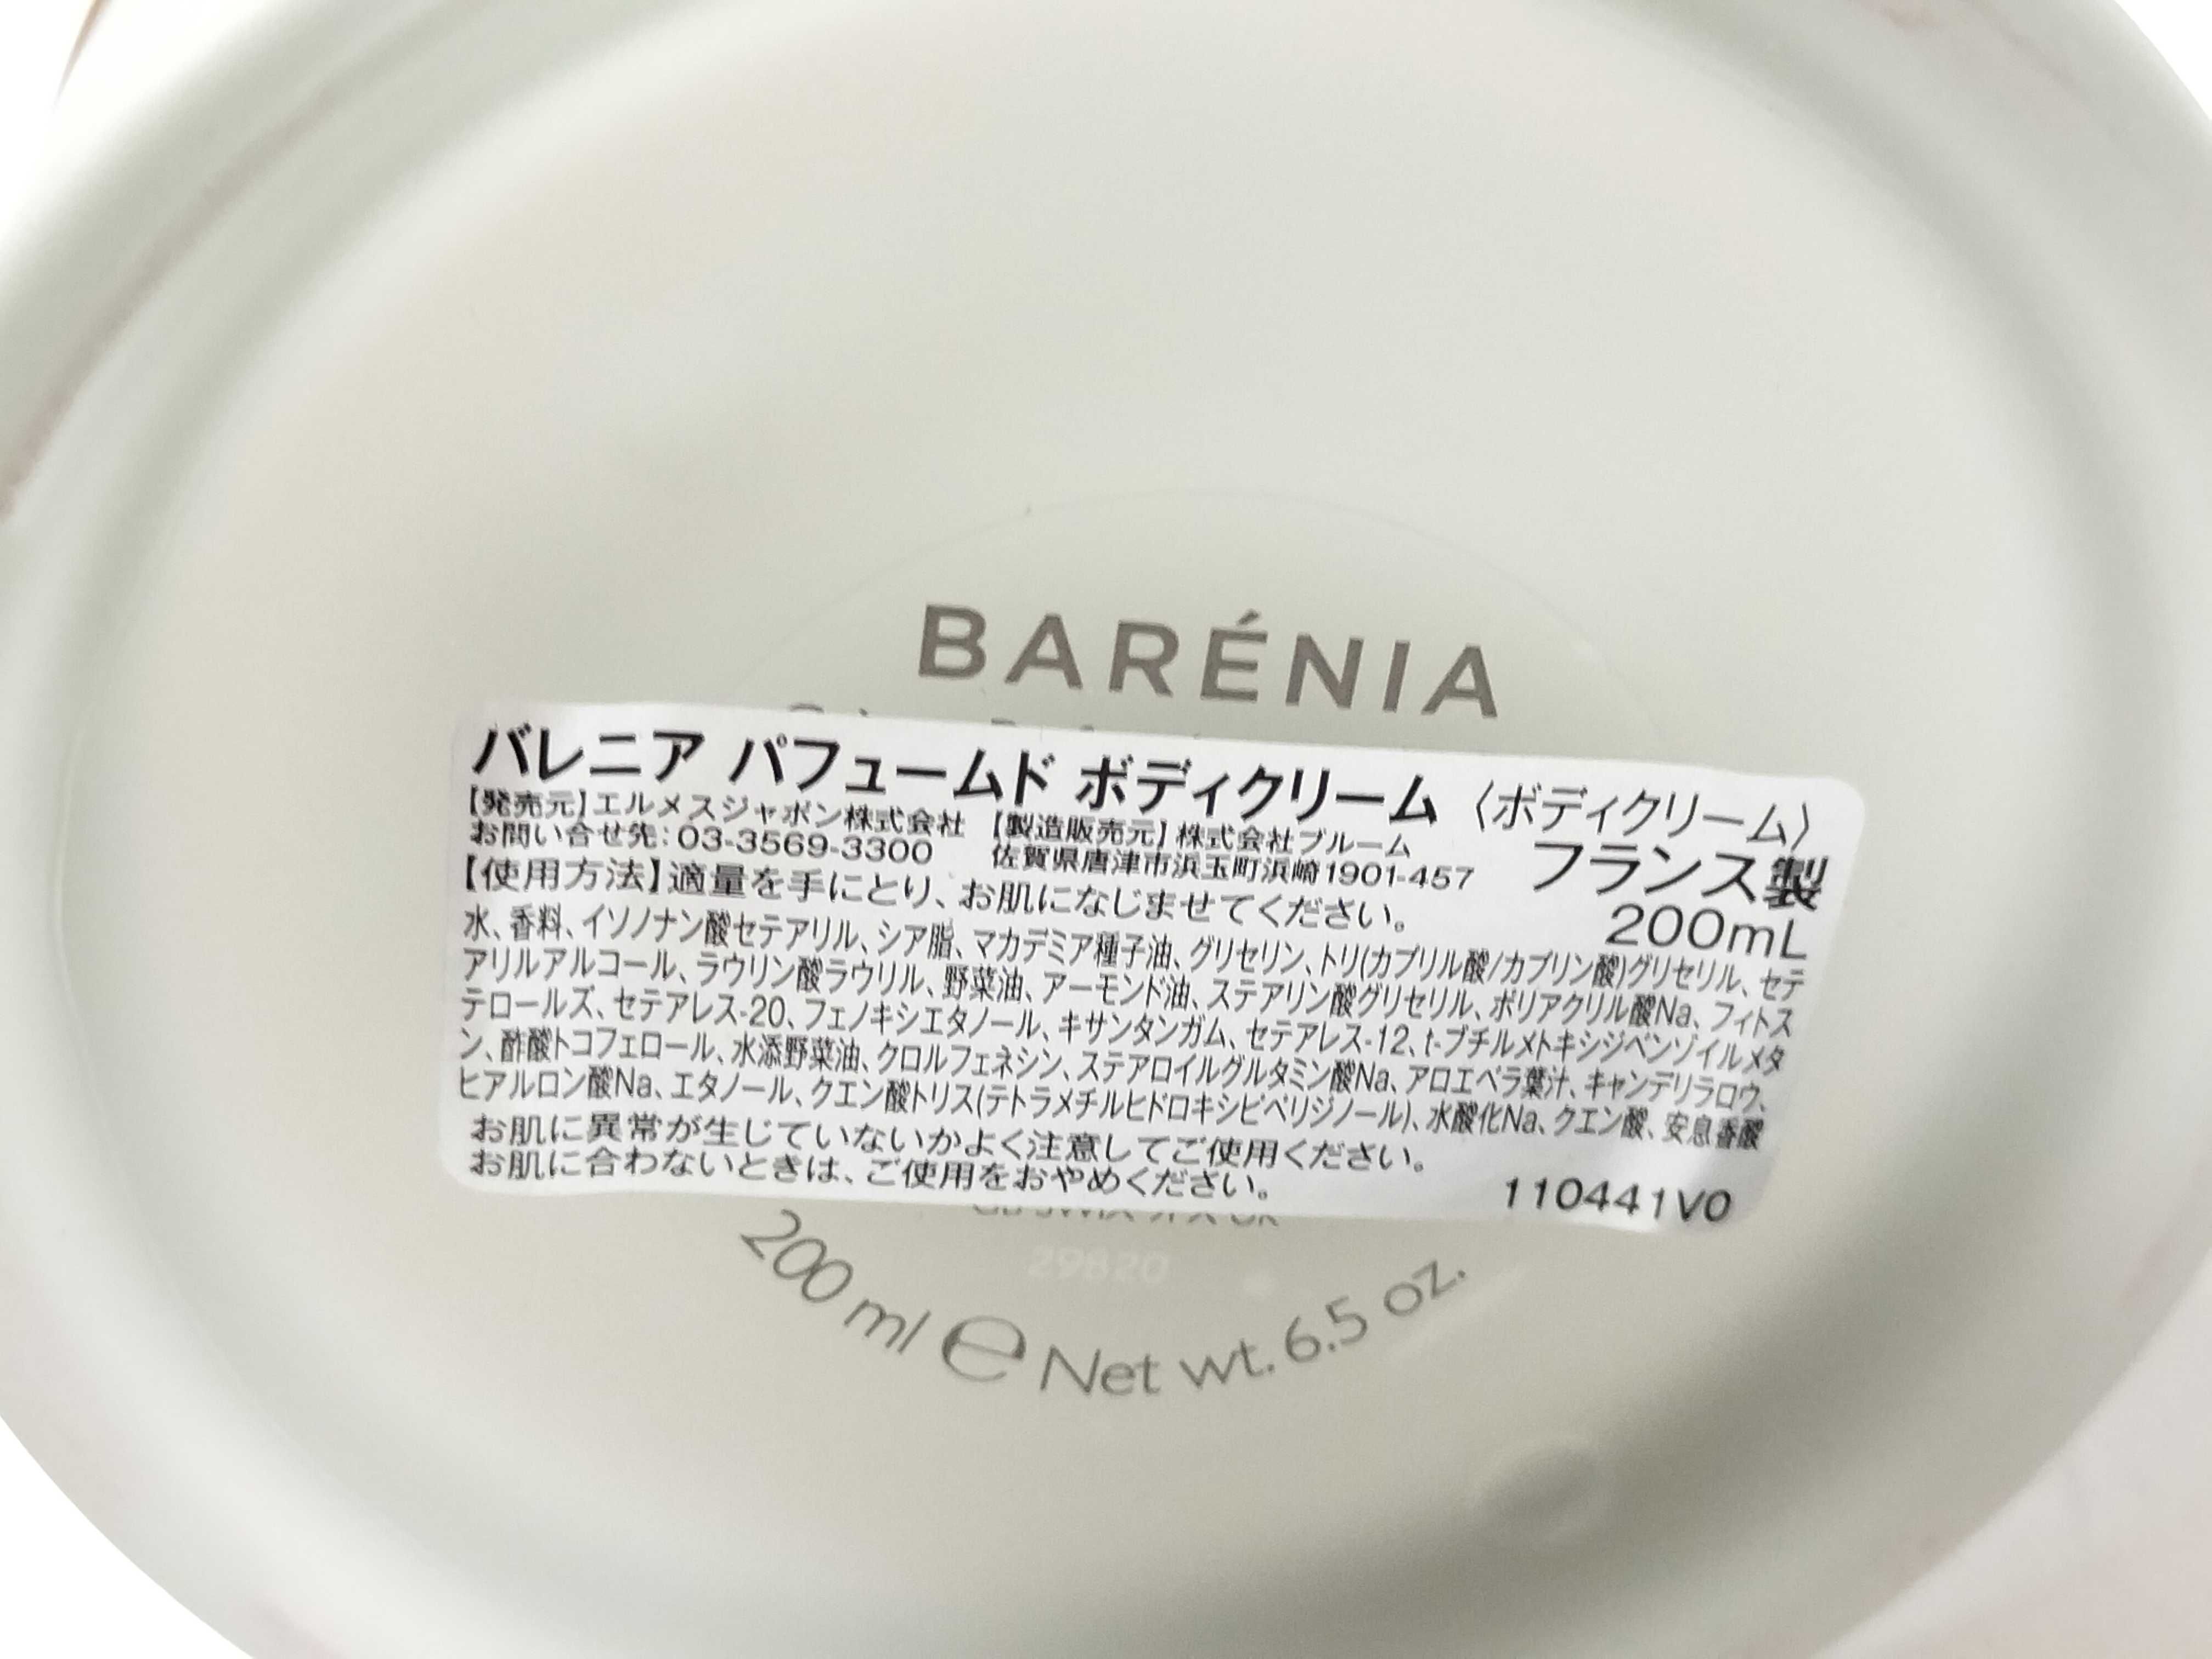 BARÉNIA
バレニア パフュームド ボディクリーム 〈ボディクリーム〉
【発売元】エルメスジャポン株式会社 【製造販売元】株式会社ブルーム
お問い合せ先：03-3569-3300 佐賀県唐津市浜玉町浜崎1901-457
フランス製
【使用方法】適量を手にとり、お肌になじませてください。
200mL
水、香料、イソノナン酸セテアリル、シア脂、マカデミア種子油、グリセリン、トリ(カプリル酸/カプリン酸)グリセリル、セテ
アリルアルコール、ラウリン酸ラウリル、野菜油、アーモンド油、ステアリン酸グリセリル、ポリアクリル酸Na、フィトス
テロールズ、セテアレス-20、フェノキシエタノール、キサンタンガム、セテアレス-12、t-ブチルメトキシジベンゾイルメタ
ン、酢酸トコフェロール、水添野菜油、クロルフェネシン、ステアロイルグルタミン酸Na、アロエベラ葉汁、キャンデリラロウ、
ヒアルロン酸Na、エタノール、クエン酸トリス(テトラメチルヒドロキシピペリジノール)、水酸化Na、クエン酸、安息香酸
お肌に異常が生じていないかよく注意してご使用ください。
お肌に合わないときは、ご使用をおやめください。
110441V0
29820
200 ml e Net wt. 6.5 oz.